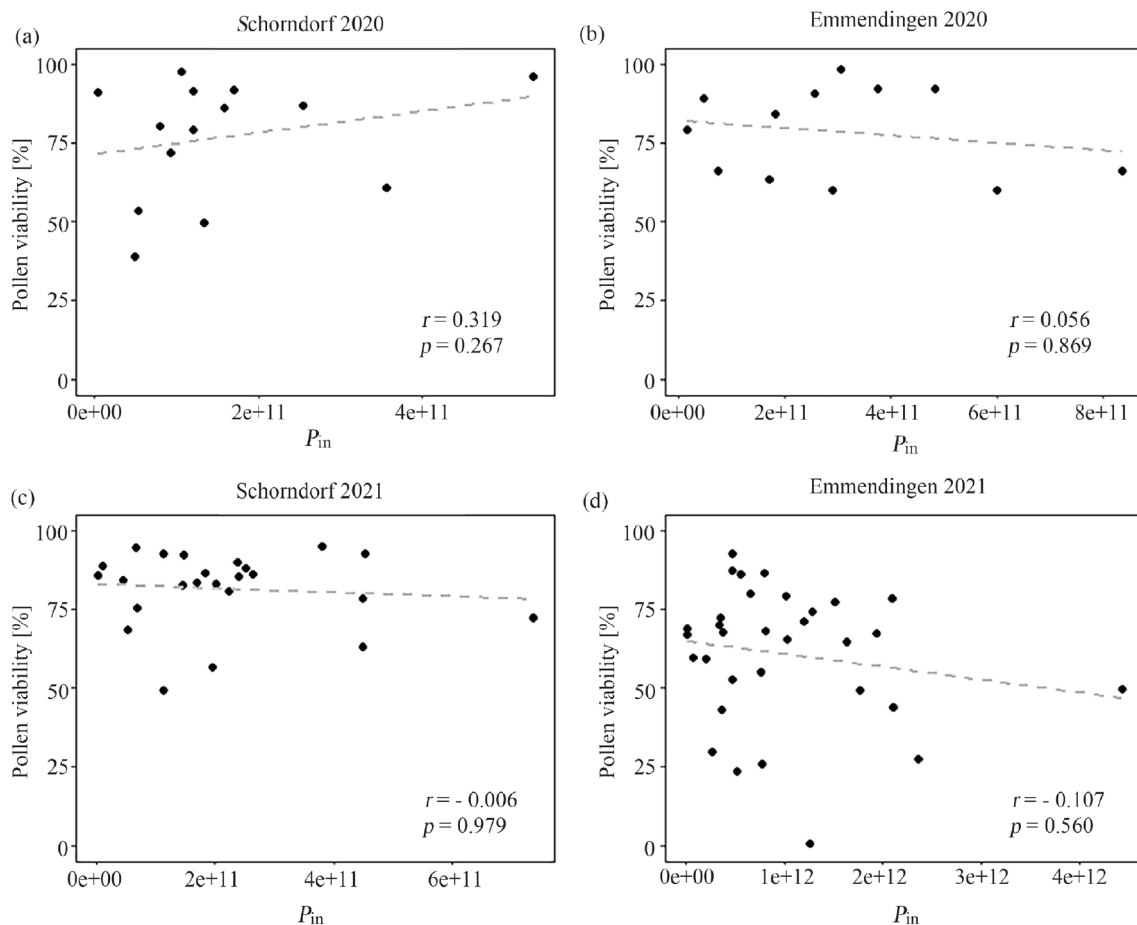 (a)
Schorndorf 2020
100
75
50
25
0
Pollen viability [%]
r = 0.319
p = 0.267
0e+00 2e+11 4e+11
Pin
(b)
Emmendingen 2020
100
75
50
25
0
Pollen viability [%]
r = 0.056
p = 0.869
0e+00 2e+11 4e+11 6e+11 8e+11
Pin
(c)
Schorndorf 2021
100
75
50
25
0
Pollen viability [%]
r = - 0.006
p = 0.979
0e+00 2e+11 4e+11 6e+11
Pin
(d)
Emmendingen 2021
100
75
50
25
0
Pollen viability [%]
r = - 0.107
p = 0.560
0e+00 1e+12 2e+12 3e+12 4e+12
Pin